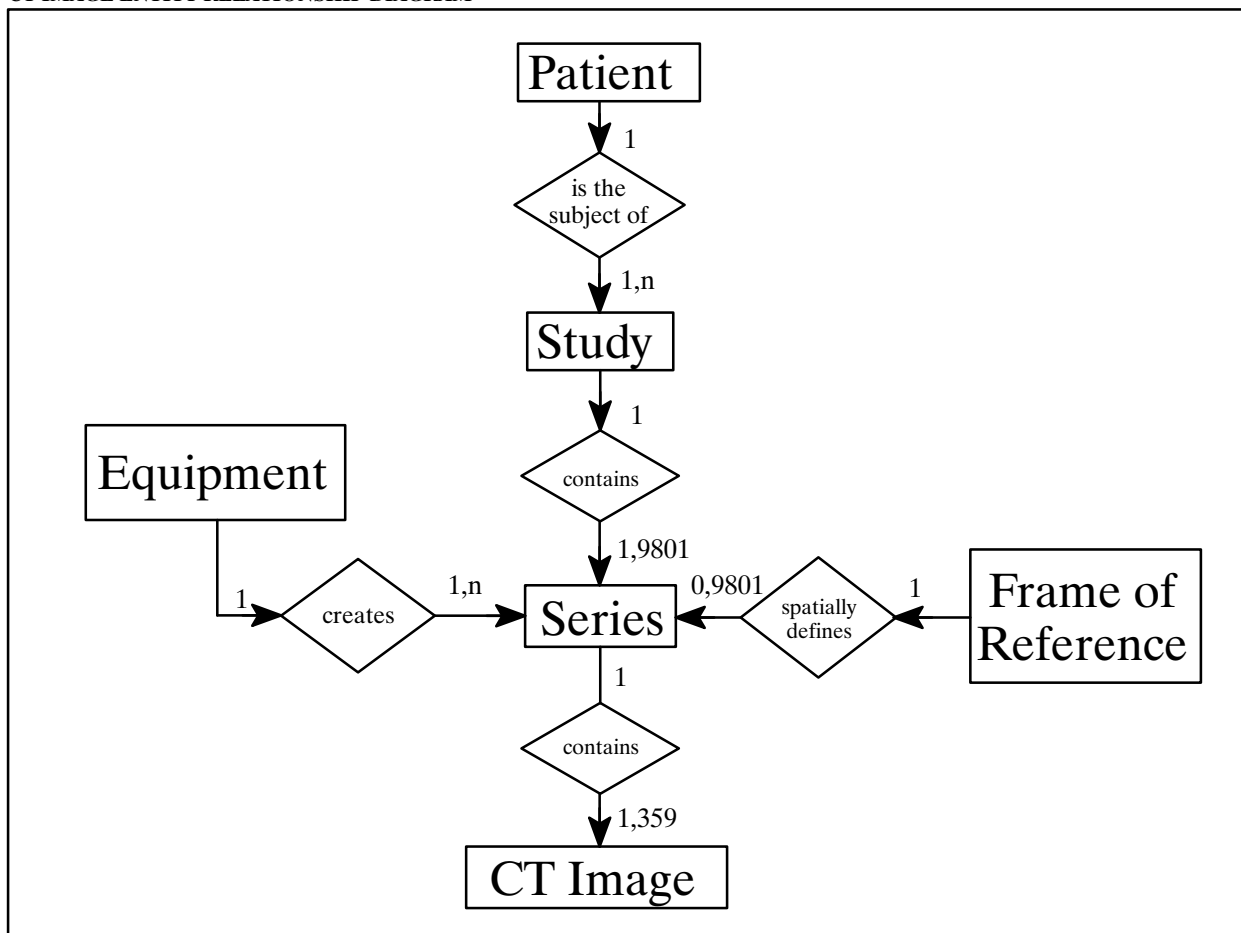 Patient
1
is the
subject of
1,n
Study
1
contains
Equipment
1,9801
0,9801
1
creates
1,n
Series
spatially
defines
1
Frame of
Reference
1
contains
1,359
CT Image